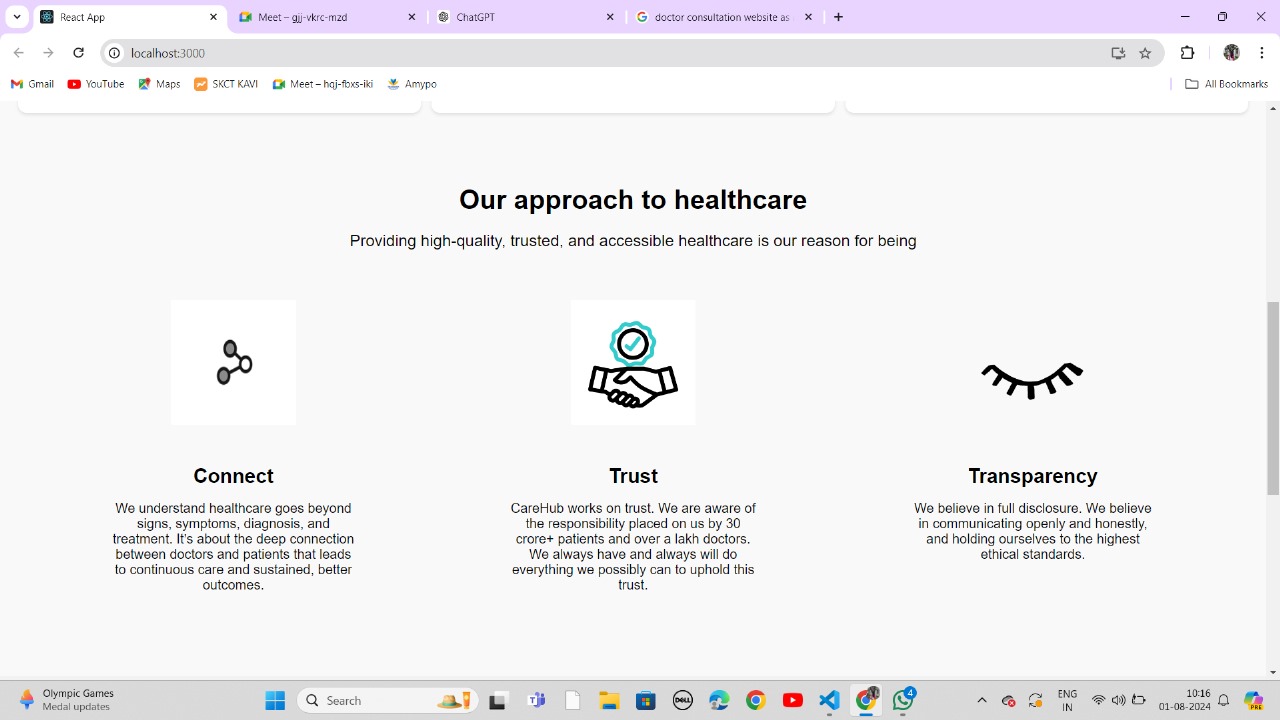 React App
Meet – gjj-vkrc-mzd
ChatGPT
doctor consultation website as
localhost:3000
Gmail
YouTube
Maps
SKCT KAVI
Meet – hqj-fbxs-iki
Amypo
All Bookmarks
Our approach to healthcare
Providing high-quality, trusted, and accessible healthcare is our reason for being
Connect
We understand healthcare goes beyond
signs, symptoms, diagnosis, and
treatment. It's about the deep connection
between doctors and patients that leads
to continuous care and sustained, better
outcomes.
Trust
CareHub works on trust. We are aware of
the responsibility placed on us by 30
crore+ patients and over a lakh doctors.
We always have and always will do
everything we possibly can to uphold this
trust.
Transparency
We believe in full disclosure. We believe
in communicating openly and honestly,
and holding ourselves to the highest
ethical standards.
Olympic Games
Medal updates
Search
DELL
4
ENG
IN
10:16
01-08-2024
PRE